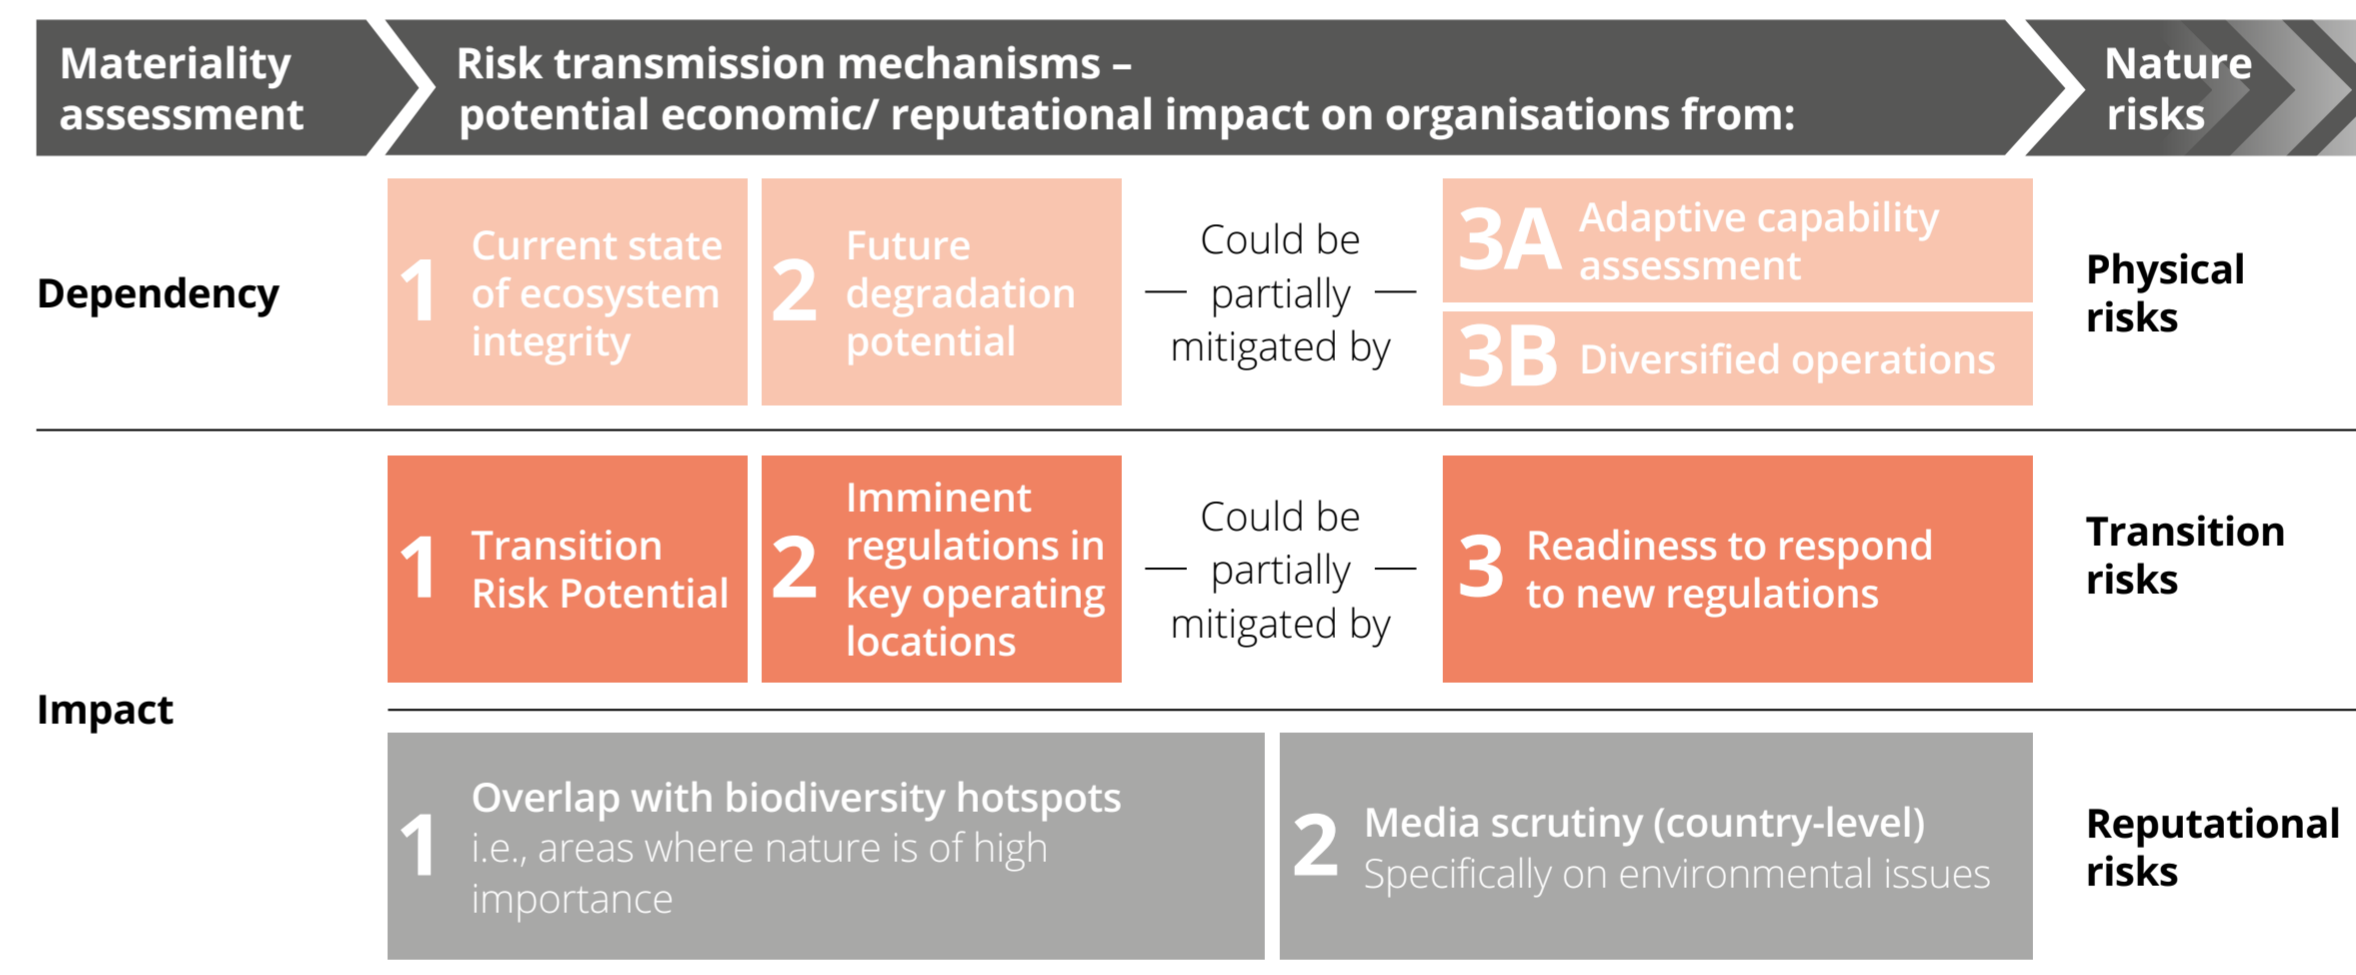 Materiality
assessment
Risk transmission mechanisms –
potential economic/ reputational impact on organisations from:
Nature
risks
Dependency
1
Current state
of ecosystem
integrity
2
Future
degradation
potential
Could be
partially
mitigated by
3A
Adaptive capability
assessment
3B
Diversified operations
Physical
risks
Impact
1
Transition
Risk Potential
2
Imminent
regulations in
key operating
locations
Could be
partially
mitigated by
3
Readiness to respond
to new regulations
Transition
risks
1
Overlap with biodiversity hotspots
i.e., areas where nature is of high
importance
2
Media scrutiny (country-level)
Specifically on environmental issues
Reputational
risks